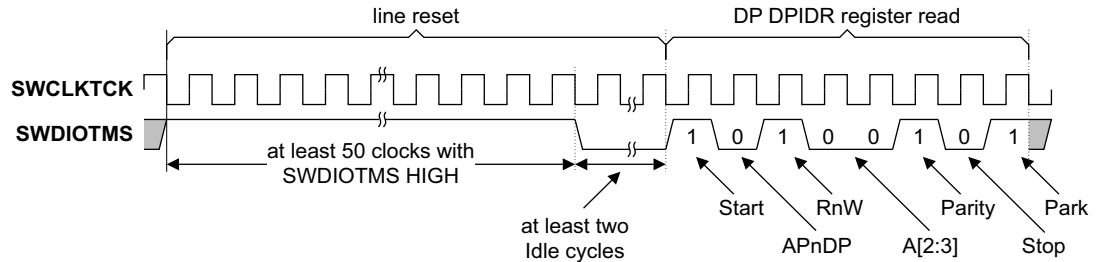 line reset
DP DPIDR register read
SWCLKTCK
SWDIOTMS
1 0 1 0 0 1 0 1
at least 50 clocks with
SWDIOTMS HIGH
at least two
Idle cycles
Start
RnW
Parity
Park
APnDP
A[2:3]
Stop